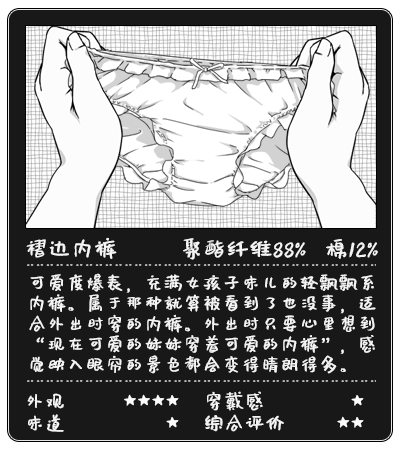 褶边内裤 聚酯纤维88% 棉12%
可爱度爆表，充满女孩子味儿的轻飘飘系
内裤。属于那种就算被看到了也没事，适
合外出时穿的内裤。外出时只要心里想到
“现在可爱的妹妹穿着可爱的内裤”，感
觉映入眼帘的景色都会变得晴朗得多。
外观 ★★★★ 穿戴感 ★
味道 ★ 综合评价 ★★